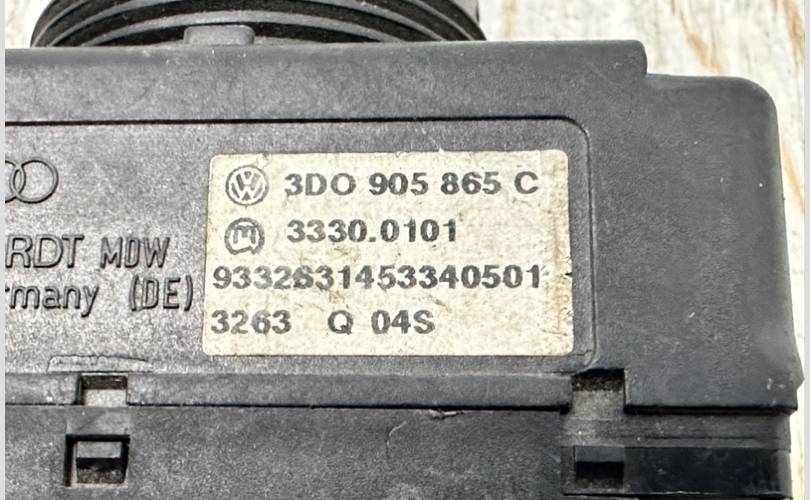 3D0 905 865 C
3330.0101
RDT MDW
rmany (DE)
9332631453340501
3263 Q 04S